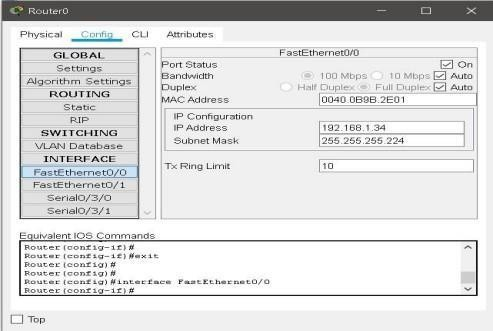 Router0
Physical Config CLI Attributes
GLOBAL
Settings
Algorithm Settings
ROUTING
Static
RIP
SWITCHING
VLAN Database
INTERFACE
FastEthernet0/0
FastEthernet0/1
Serial0/3/0
Serial0/3/1
FastEthernet0/0
Port Status On
Bandwidth 100 Mbps 10 Mbps Auto
Duplex Half Duplex Full Duplex Auto
MAC Address 0040.0B9B.2E01
IP Configuration
IP Address 192.168.1.34
Subnet Mask 255.255.255.224
Tx Ring Limit 10
Equivalent IOS Commands
Router(config-if)#
Router(config-if)#exit
Router(config)#
Router(config)#
Router(config)#interface FastEthernet0/0
Router(config-if)#
Top